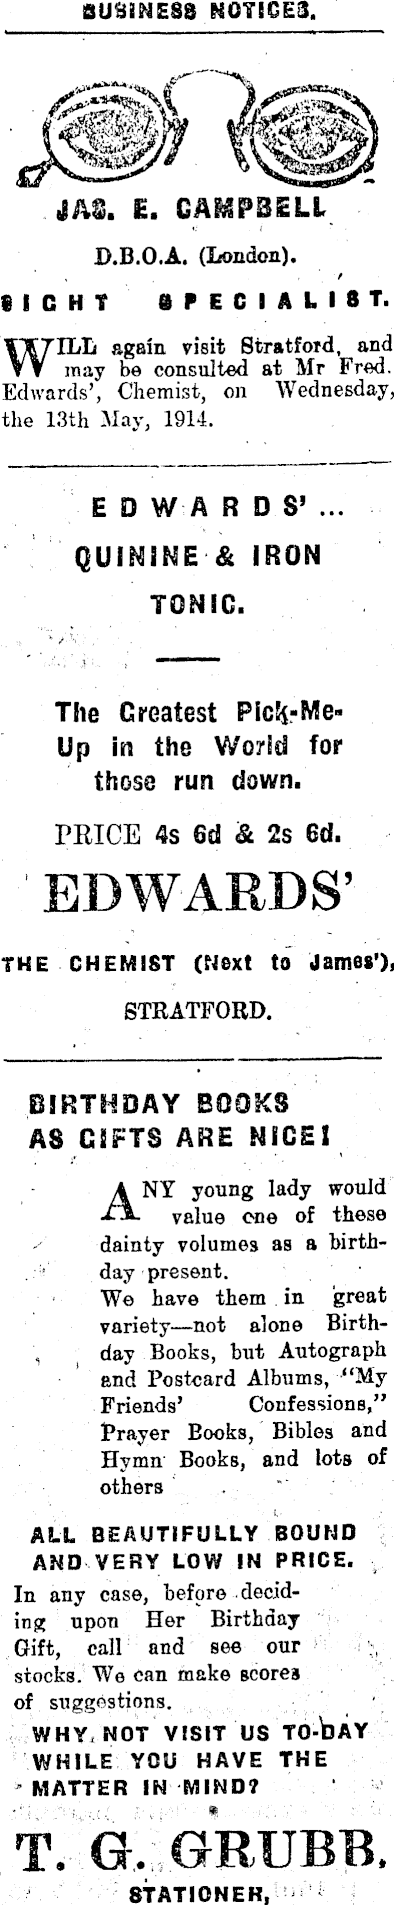 BUSINESS NOTICES.
JAS. E. CAMPBELL
D.B.O.A. (London).
SIGHT SPECIALIST.
WILL again visit Stratford, and
may be consulted at Mr Fred.
Edwards', Chemist, on Wednesday,
the 13th May, 1914.
EDWARDS' ...
QUININE & IRON
TONIC.
The Greatest Pick-Me-
Up in the World for
those run down.
PRICE 4s 6d & 2s 6d.
EDWARDS'
THE CHEMIST (Next to James'),
STRATFORD.
BIRTHDAY BOOKS
AS GIFTS ARE NICE!
ANY young lady would
value one of these
dainty volumes as a birth-
day present.
We have them in great
variety—not alone Birth-
day Books, but Autograph
and Postcard Albums, "My
Friends' Confessions,"
Prayer Books, Bibles and
Hymn Books, and lots of
others
ALL BEAUTIFULLY BOUND
AND VERY LOW IN PRICE.
In any case, before decid-
ing upon Her Birthday
Gift, call and see our
stocks. We can make scores
of suggestions.
WHY NOT VISIT US TO-DAY
WHILE YOU HAVE THE
MATTER IN MIND?
T. G. GRUBB,
STATIONER,